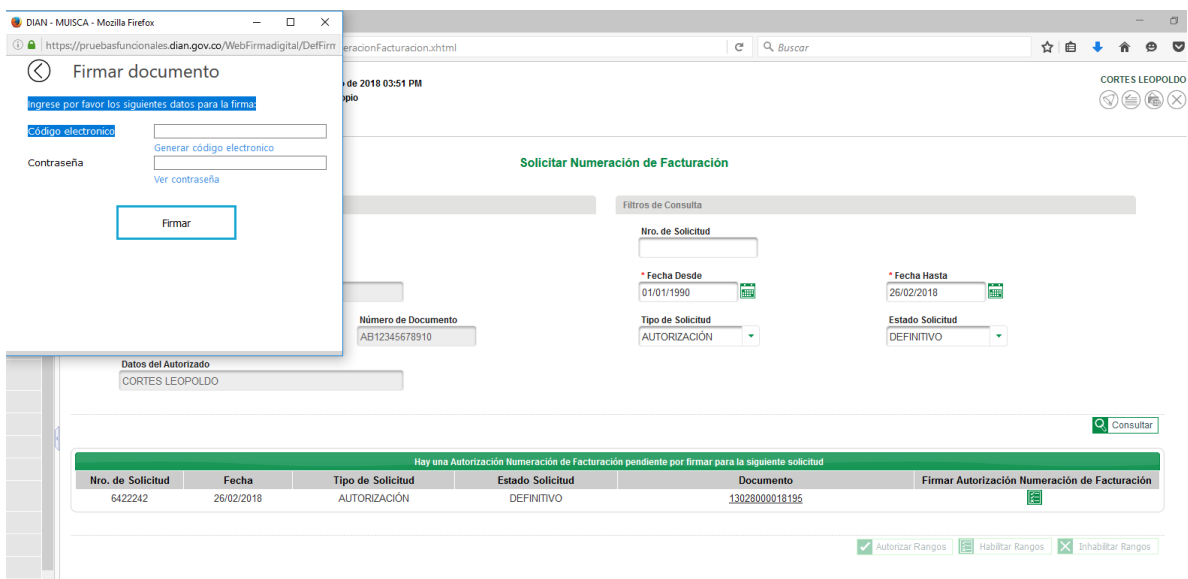 DIAN - MUISCA - Mozilla Firefox
https://pruebasfuncionales.dian.gov.co/WebFirmadigital/DefFirm
Firmar documento
Ingrese por favor los siguientes datos para la firma:
Código electronico
Generar código electronico
Contraseña
Ver contraseña
Firmar
eracionFacturacion.xhtml
Buscar
de 2018 03:51 PM
opio
CORTES LEOPOLDO
Solicitar Numeración de Facturación
Filtros de Consulta
Nro. de Solicitud
* Fecha Desde
* Fecha Hasta
01/01/1990
26/02/2018
Número de Documento
Tipo de Solicitud
Estado Solicitud
AB12345678910
AUTORIZACIÓN
DEFINITIVO
Datos del Autorizado
CORTES LEOPOLDO
Consultar
Hay una Autorización Numeración de Facturación pendiente por firmar para la siguiente solicitud
Nro. de Solicitud Fecha Tipo de Solicitud Estado Solicitud Documento Firmar Autorización Numeración de Facturación
6422242 26/02/2018 AUTORIZACIÓN DEFINITIVO 13028000018195
Autorizar Rangos Habilitar Rangos Inhabilitar Rangos